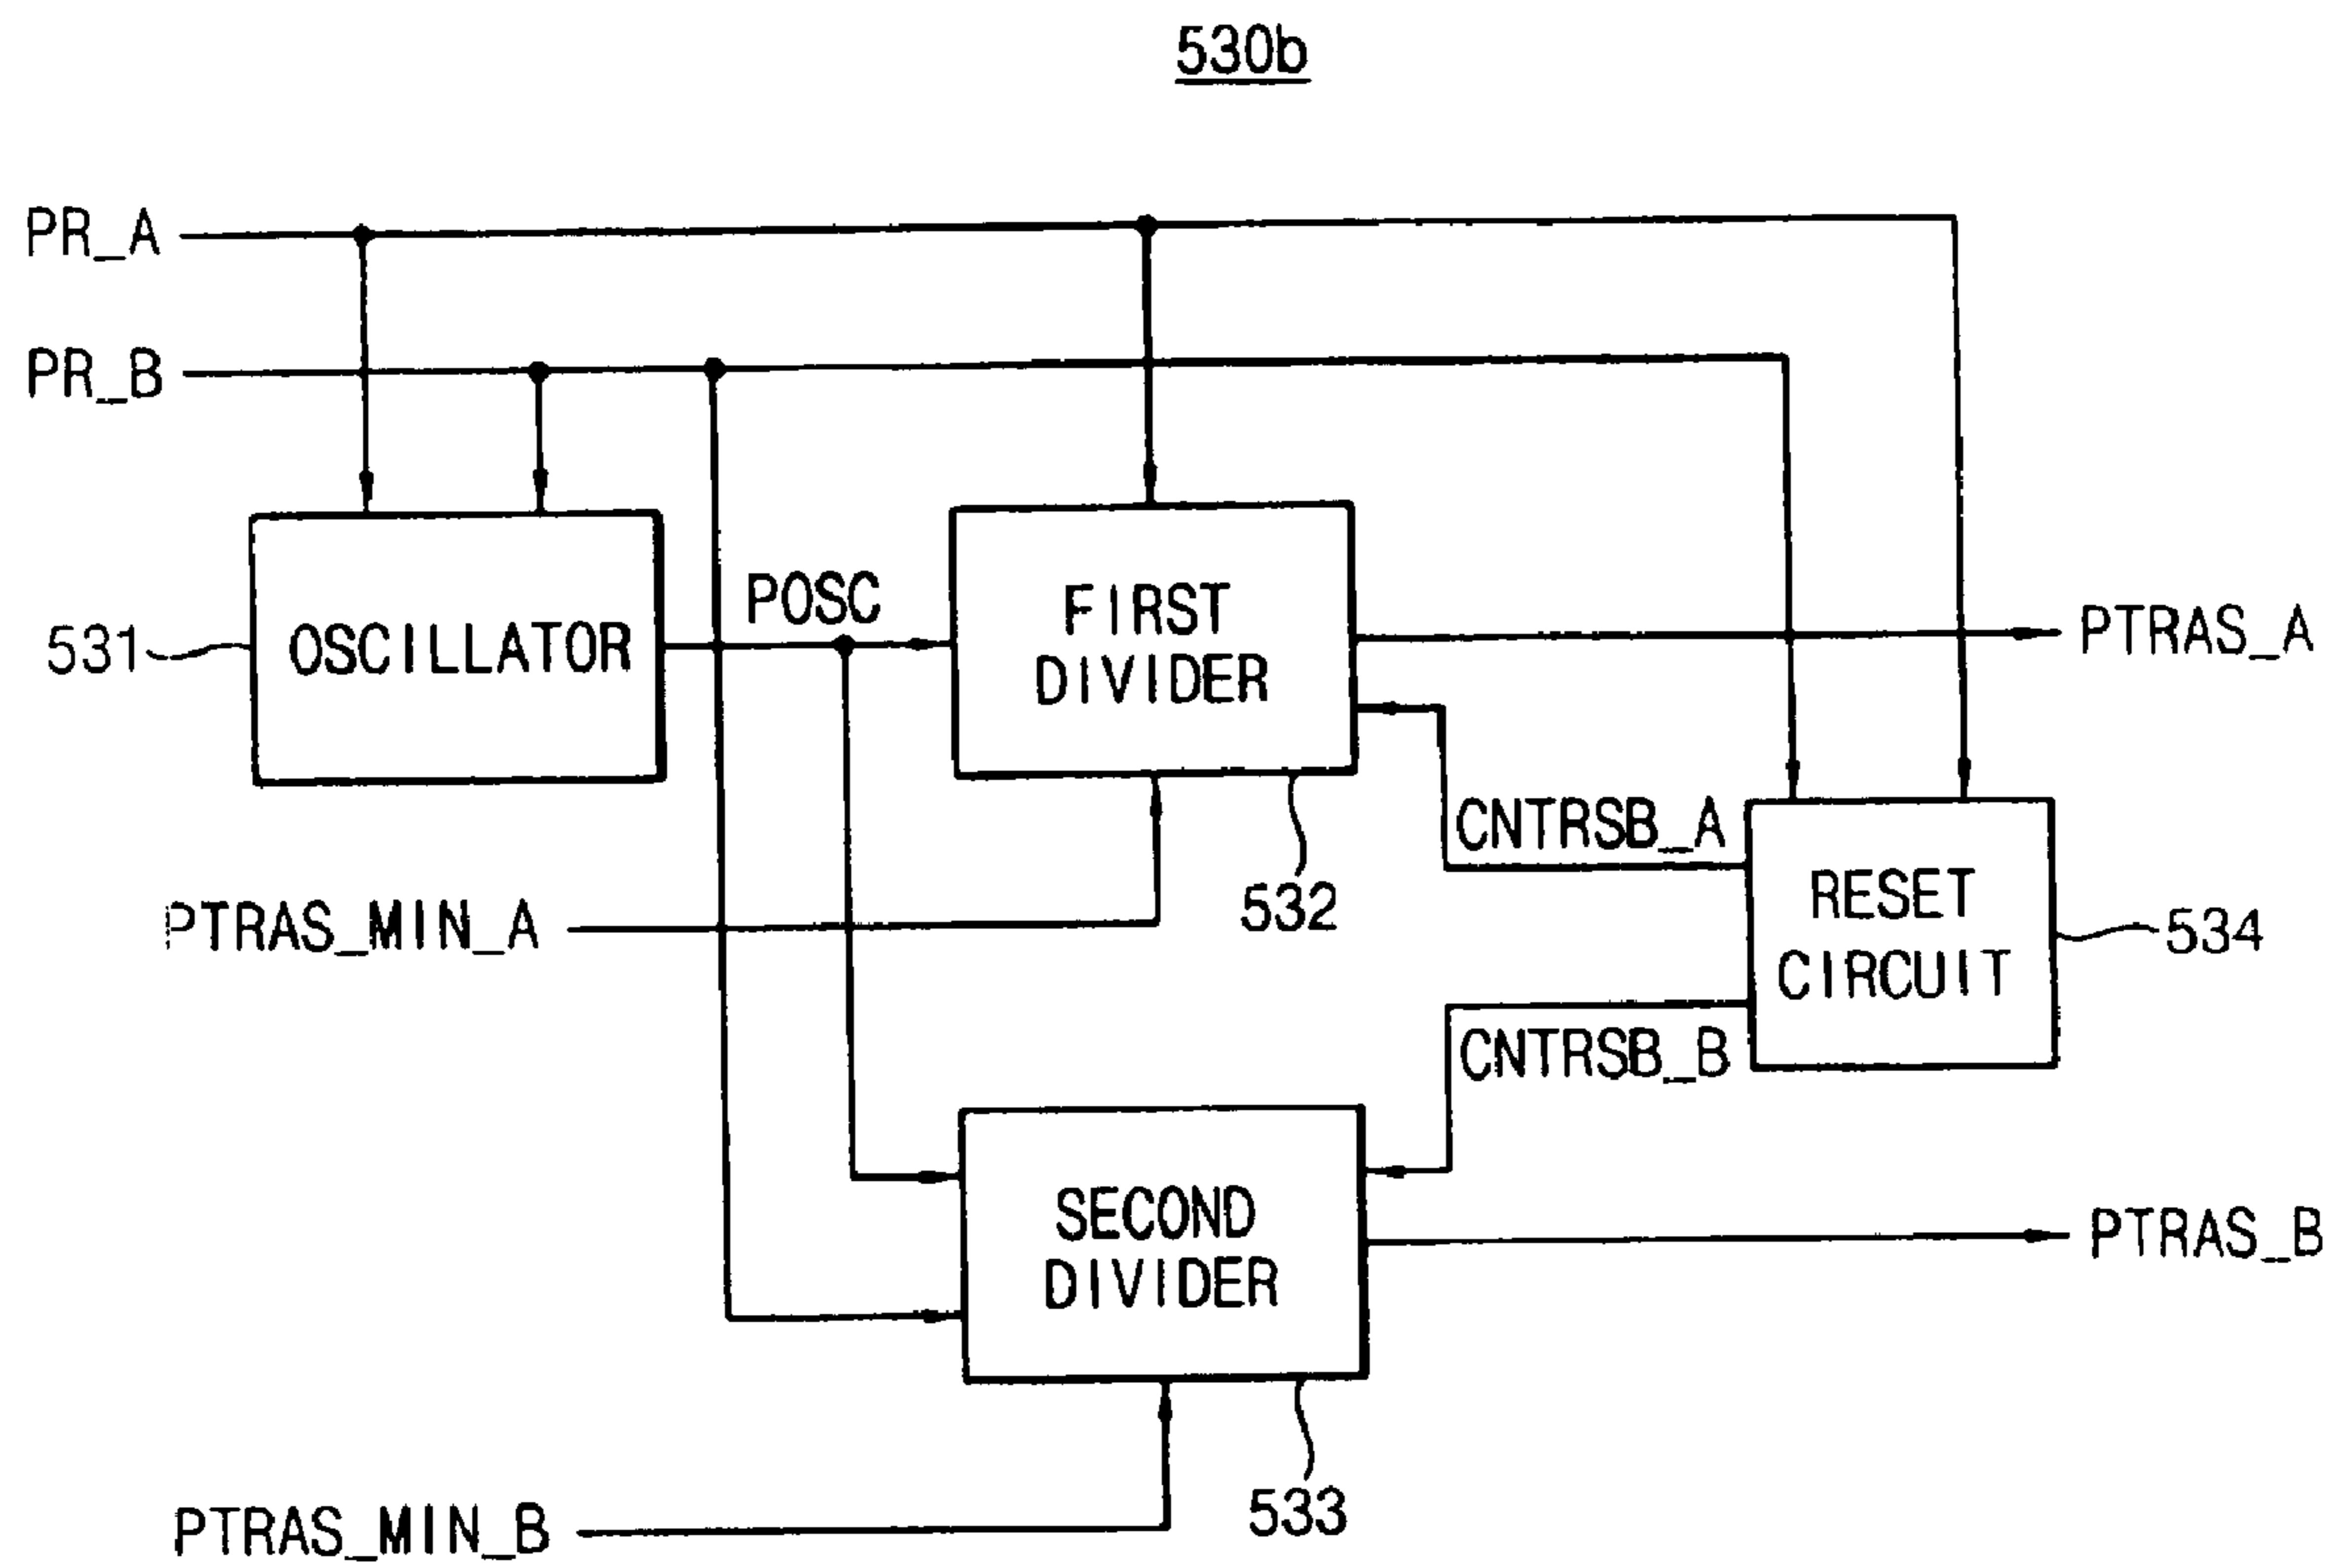 530b
PR_A
PR_B
POSC
531
OSCILLATOR
FIRST
DIVIDER
PTRAS_A
CNTRSB_A
532
PTRAS_MIN_A
RESET
CIRCUIT
534
CNTRSB_B
SECOND
DIVIDER
PTRAS_B
533
PTRAS_MIN_B